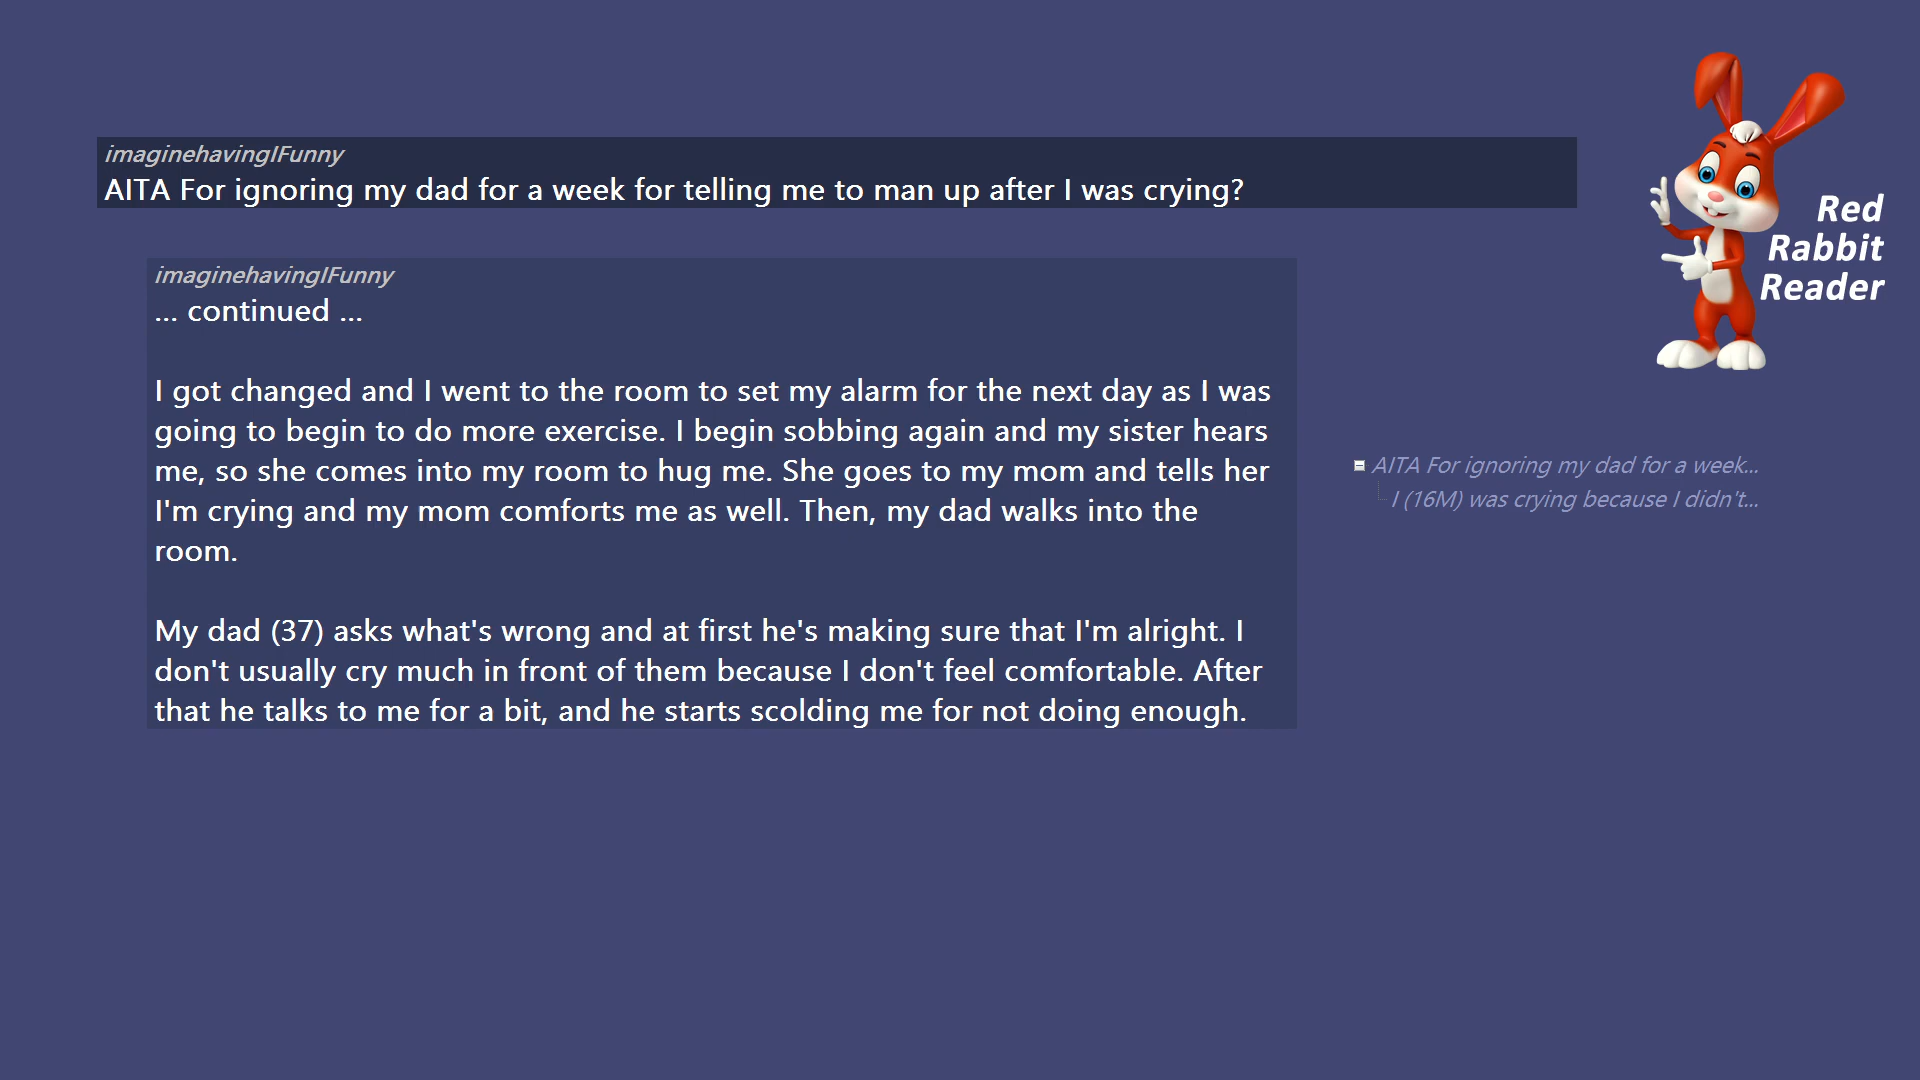 imaginehavingIFunny
AITA For ignoring my dad for a week for telling me to man up after I was crying?
imaginehavingIFunny
... continued ...
I got changed and I went to the room to set my alarm for the next day as I was
going to begin to do more exercise. I begin sobbing again and my sister hears
me, so she comes into my room to hug me. She goes to my mom and tells her
I'm crying and my mom comforts me as well. Then, my dad walks into the
room.
My dad (37) asks what's wrong and at first he's making sure that I'm alright. I
don't usually cry much in front of them because I don't feel comfortable. After
that he talks to me for a bit, and he starts scolding me for not doing enough.
Red
Rabbit
Reader
AITA For ignoring my dad for a week...
I (16M) was crying because I didn't...